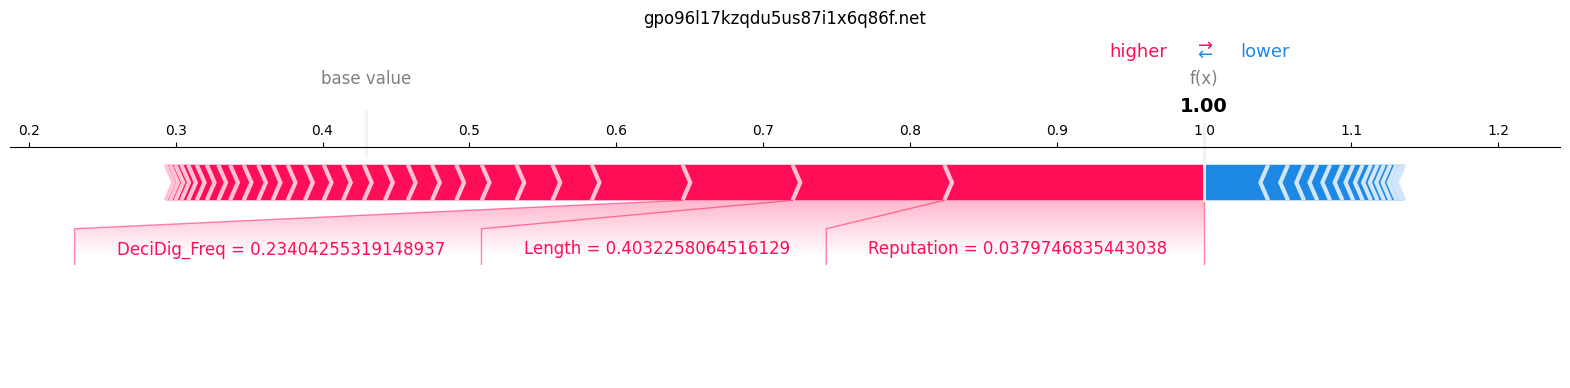 gpo96l17kzqdu5us87i1x6q86f.net
higher ⇄ lower
base value f(x)
1.00
0.2 0.3 0.4 0.5 0.6 0.7 0.8 0.9 1.0 1.1 1.2
DeciDig_Freq = 0.23404255319148937 Length = 0.4032258064516129 Reputation = 0.0379746835443038